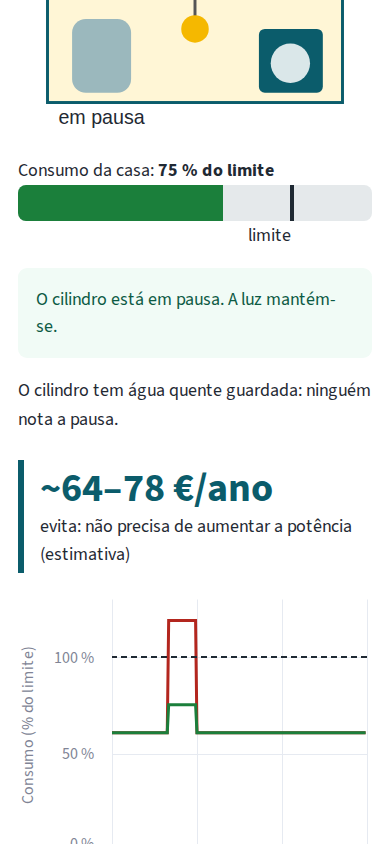 em pausa
Consumo da casa: 75 % do limite
limite
O cilindro está em pausa. A luz mantém-
se.
O cilindro tem água quente guardada: ninguém
nota a pausa.
~64–78 €/ano
evita: não precisa de aumentar a potência
(estimativa)
Consumo (% do limite)
100 %
50 %
0 %